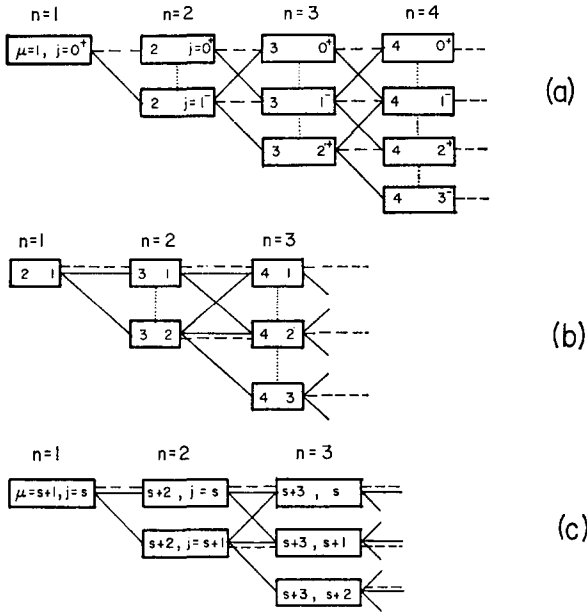 n=1 n=2 n=3 n=4
μ=1, j=0⁺ 2 j=0⁺ 3 0⁺ 4 0⁺
2 j=1⁻ 3 1⁻ 4 1⁻
(a)
3 2⁺ 4 2⁺
4 3⁻
n=1 n=2 n=3
2 1 3 1 4 1
3 2 4 2
(b)
4 3
n=1 n=2 n=3
μ=s+1, j=s s+2, j=s s+3, s
s+2, j=s+1 s+3, s+1
(c)
s+3, s+2